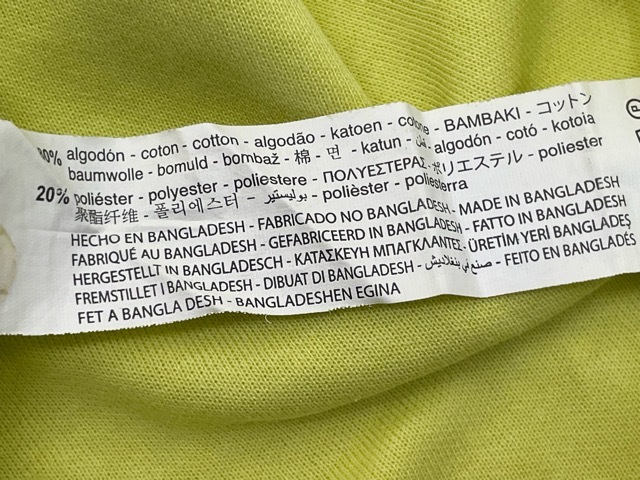 80% algodón - coton - cotton - algodão - katoen - cotone - BAMBAKI - コットン
baumwolle - bomuld - bombaž - 棉 - 면 - katun - قطن - algodón - cotó - kotoia
20% poliéster - polyester - poliestere - ΠΟΛΥΕΣΤΕΡΑΣ - ポリエステル - poliester
聚酯纤维 - 폴리에스터 - بوليستير - polièster - poliesterra
HECHO EN BANGLADESH - FABRICADO NO BANGLADESH - MADE IN BANGLADESH
FABRIQUÉ AU BANGLADESH - GEFABRICEERD IN BANGLADESH - FATTO IN BANGLADESH
HERGESTELLT IN BANGLADESCH - ΚΑΤΑΣΚΕΥΗ ΜΠΑΓΚΛΑΝΤΕΣ - ÜRETİM YERİ BANGLADEŞ
FREMSTILLET I BANGLADESH - DIBUAT DI BANGLADESH - صنع في بنغلاديش - FEITO EN BANGLADÉS
FET A BANGLA DESH - BANGLADESHEN EGINA